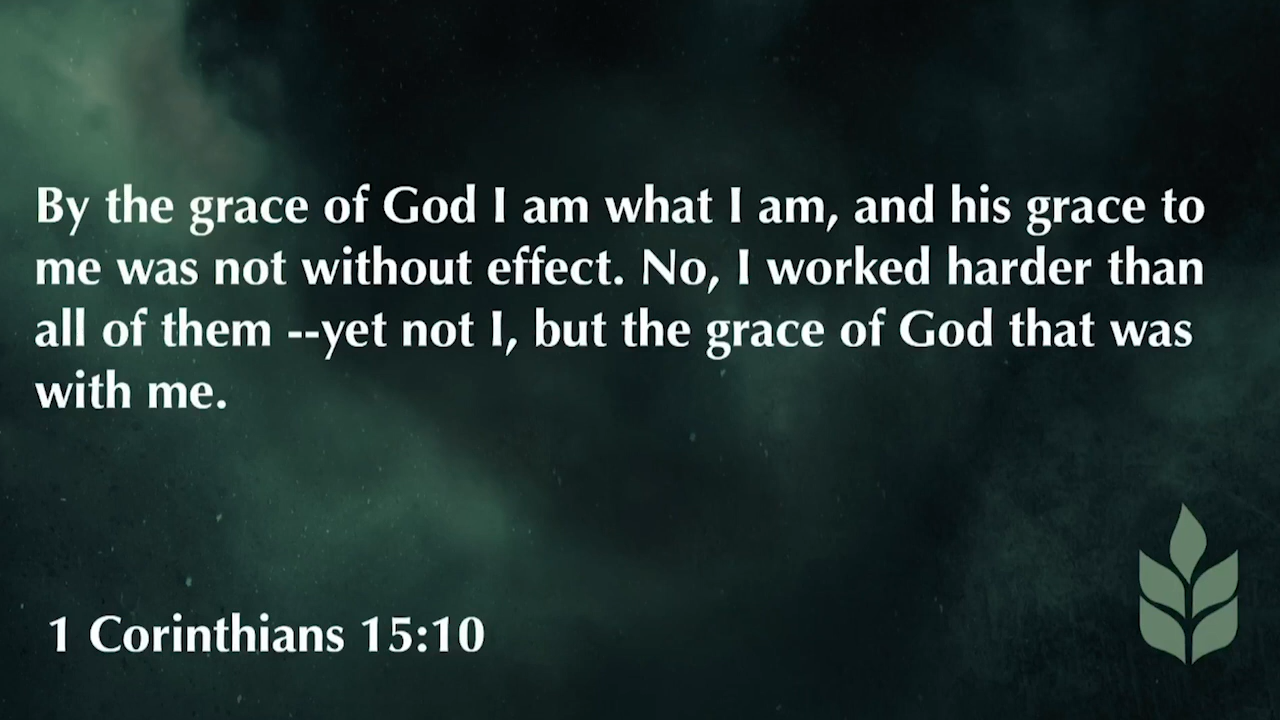 By the grace of God I am what I am, and his grace to
me was not without effect. No, I worked harder than
all of them --yet not I, but the grace of God that was
with me.
1 Corinthians 15:10